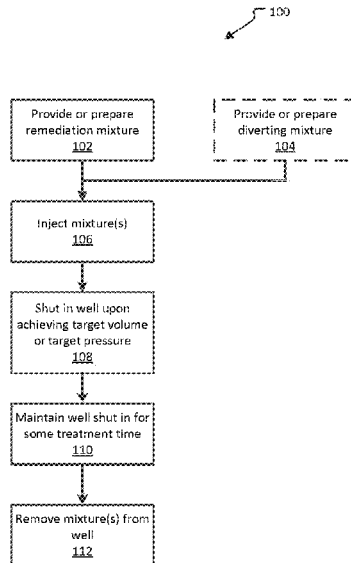 100
Provide or prepare
remediation mixture
102
Provide or prepare
diverting mixture
104
Inject mixture(s)
106
Shut in well upon
achieving target volume
or target pressure
108
Maintain well shut in for
some treatment time
110
Remove mixture(s) from
well
112